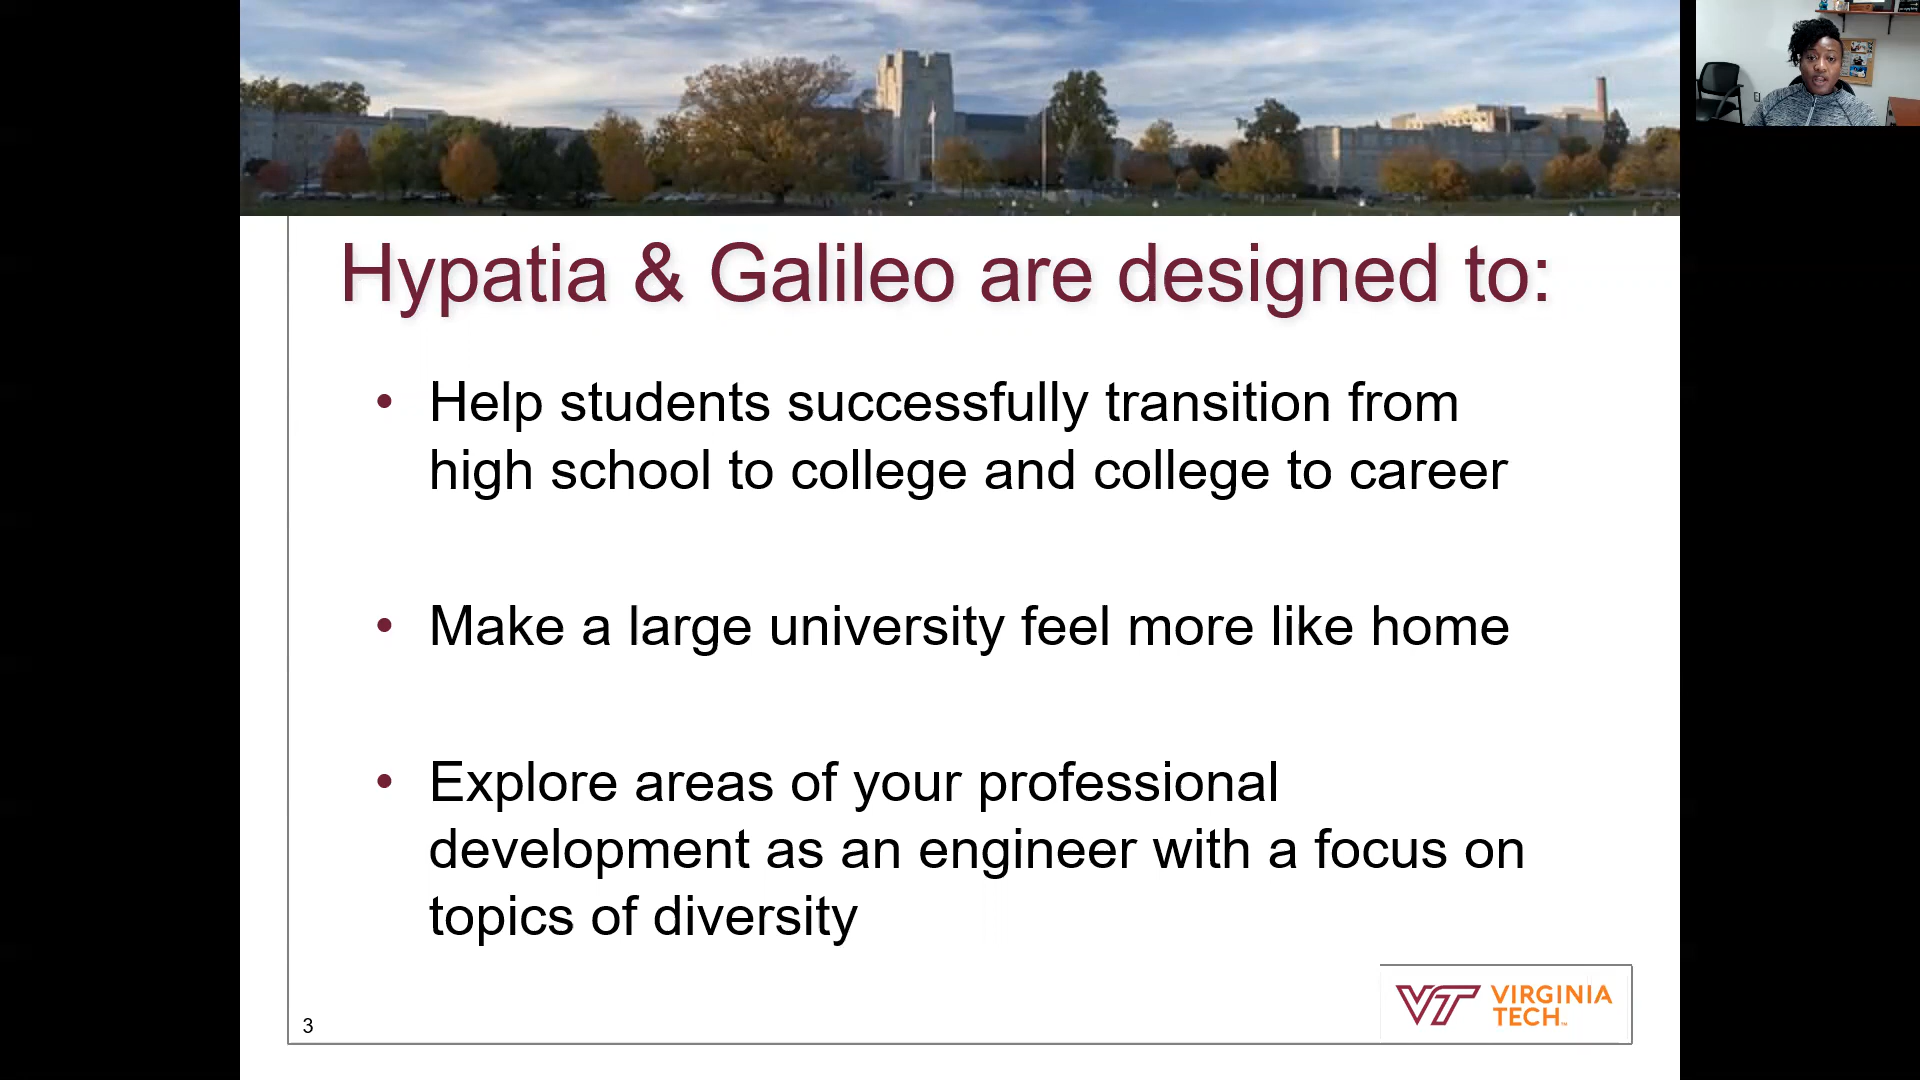 Hypatia & Galileo are designed to:
• Help students successfully transition from
high school to college and college to career
• Make a large university feel more like home
• Explore areas of your professional
development as an engineer with a focus on
topics of diversity
3
VT VIRGINIA
TECH™